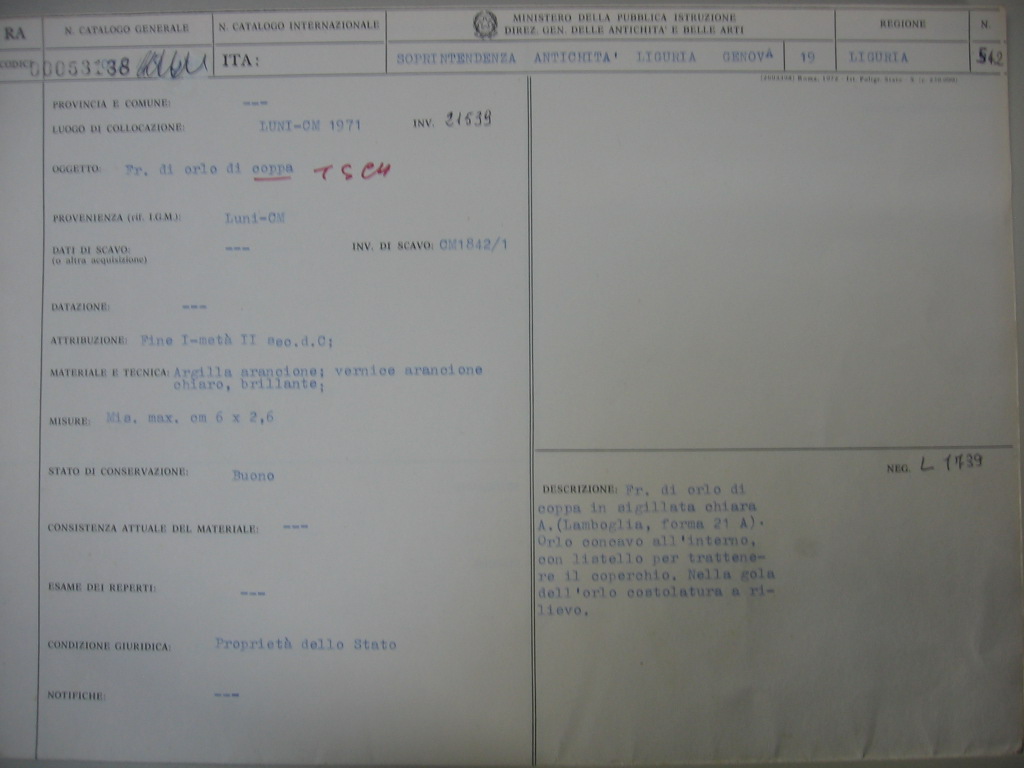 RA
N. CATALOGO GENERALE
N. CATALOGO INTERNAZIONALE
MINISTERO DELLA PUBBLICA ISTRUZIONE
DIREZ. GEN. DELLE ANTICHITA' E BELLE ARTI
REGIONE
N.
CODICI
ITA:
SOPRINTENDENZA ANTICHITA' LIGURIA GENOVA
19
LIGURIA
542
PROVINCIA E COMUNE: ---
LUOGO DI COLLOCAZIONE: LUNI-CM 1971 INV. 21539
OGGETTO: Fr. di orlo di coppa TSCH
PROVENIENZA (rif. I.G.M.): Luni-CM
DATI DI SCAVO: --- INV. DI SCAVO: CM1842/1
(o altra acquisizione)
DATAZIONE: ---
ATTRIBUZIONE: Fine I-metà II sec.d.C;
MATERIALE E TECNICA: Argilla arancione; vernice arancione
chiaro, brillante;
MISURE: Mis. max. cm 6 x 2,6
STATO DI CONSERVAZIONE: Buono
CONSISTENZA ATTUALE DEL MATERIALE: ---
ESAME DEI REPERTI: ---
CONDIZIONE GIURIDICA: Proprietà dello Stato
NOTIFICHE: ---
NEG. L 1739
DESCRIZIONE: Fr. di orlo di
coppa in sigillata chiara
A.(Lamboglia, forma 21 A).
Orlo concavo all'interno,
con listello per trattene-
re il coperchio. Nella gola
dell'orlo costolatura a ri-
lievo.